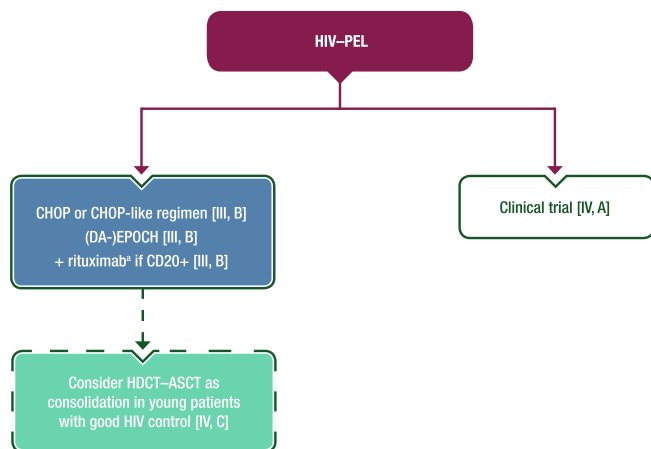 HIV–PEL
CHOP or CHOP-like regimen [III, B]
(DA-)EPOCH [III, B]
+ rituximabᵃ if CD20+ [III, B]
Clinical trial [IV, A]
Consider HDCT–ASCT as
consolidation in young patients
with good HIV control [IV, C]